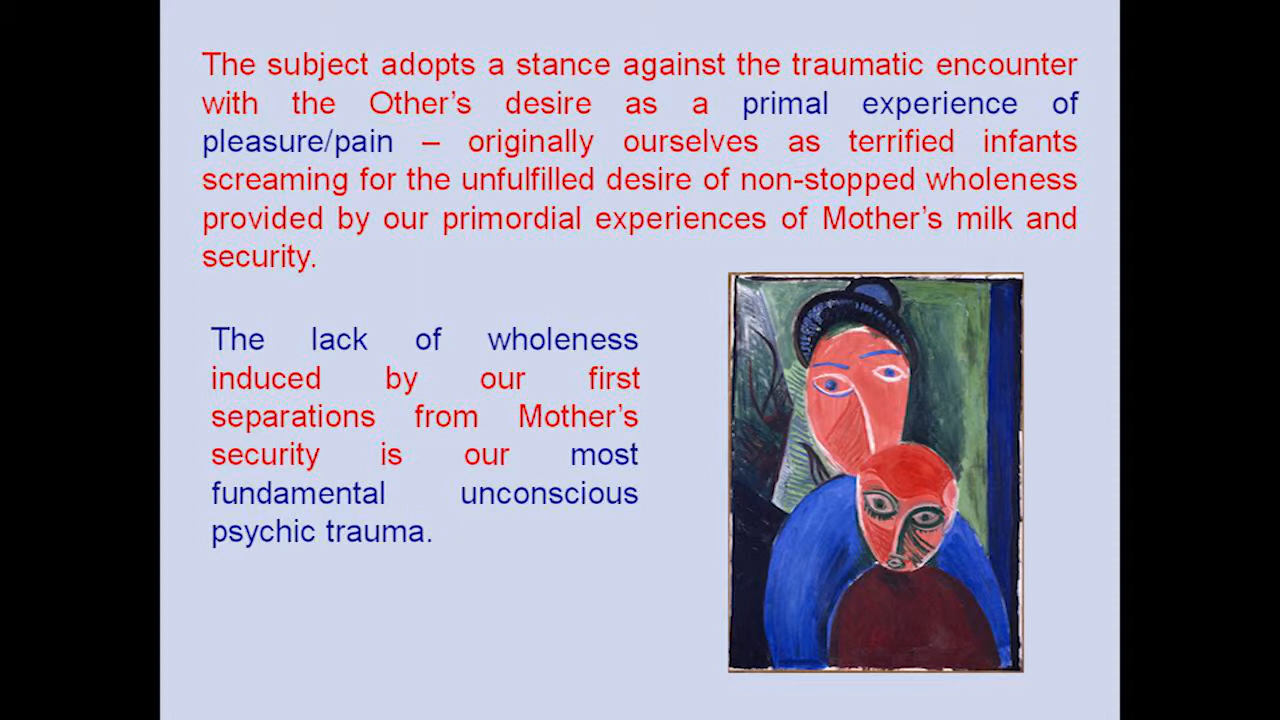 The subject adopts a stance against the traumatic encounter
with the Other’s desire as a primal experience of
pleasure/pain – originally ourselves as terrified infants
screaming for the unfulfilled desire of non-stopped wholeness
provided by our primordial experiences of Mother’s milk and
security.
The lack of wholeness
induced by our first
separations from Mother’s
security is our most
fundamental unconscious
psychic trauma.